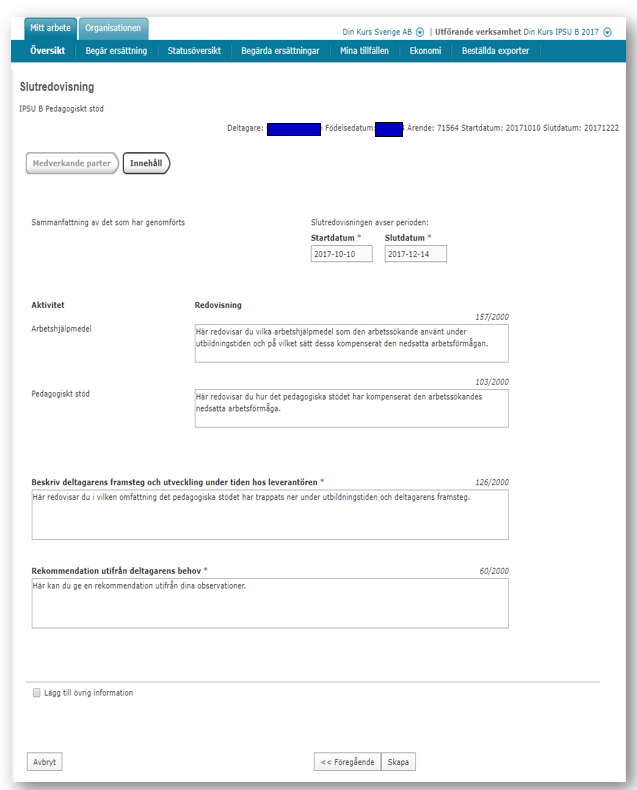 Mitt arbete Organisationen
Din Kurs Sverige AB | Utförande verksamhet Din Kurs IPSU B 2017
Översikt Begär ersättning Statusöversikt Begärda ersättningar Mina tillfällen Ekonomi Beställda exporter
Slutredovisning
IPSU B Pedagogiskt stöd
Deltagare: Födelsedatum: Ärende: 71564 Startdatum: 20171010 Slutdatum: 20171222
Medverkande parter Innehåll
Sammanfattning av det som har genomförts
Slutredovisningen avser perioden:
Startdatum * Slutdatum *
2017-10-10 2017-12-14
Aktivitet Redovisning
157/2000
Arbetshjälpmedel
Här redovisar du vilka arbetshjälpmedel som den arbetssökande använt under
utbildningstiden och på vilket sätt dessa kompenserat den nedsatta arbetsförmågan.
103/2000
Pedagogiskt stöd
Här redovisar du hur det pedagogiska stödet har kompenserat den arbetssökandes
nedsatta arbetsförmåga.
Beskriv deltagarens framsteg och utveckling under tiden hos leverantören * 126/2000
Här redovisar du i vilken omfattning det pedagogiska stödet har trappats ner under utbildningstiden och deltagarens framsteg.
Rekommendation utifrån deltagarens behov * 60/2000
Här kan du ge en rekommendation utifrån dina observationer.
Lägg till övrig information
Avbryt << Föregående Skapa